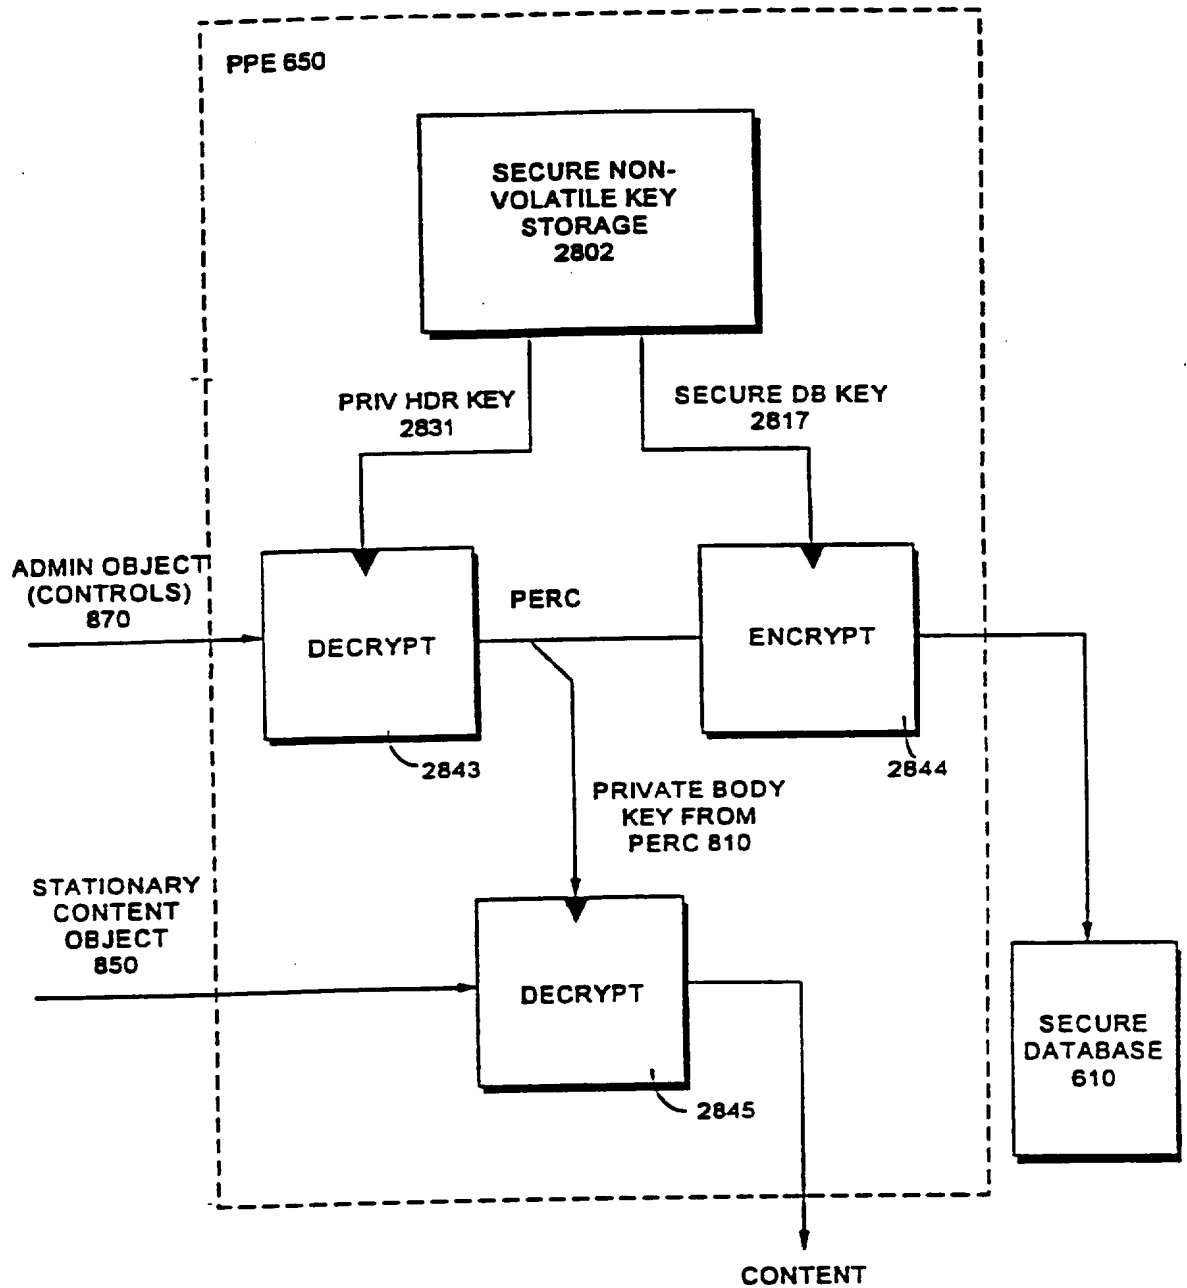 PPE 650
SECURE NON-
VOLATILE KEY
STORAGE
2802
PRIV HDR KEY
2831
SECURE DB KEY
2817
ADMIN OBJECT
(CONTROLS)
870
DECRYPT
PERC
ENCRYPT
2843
2844
PRIVATE BODY
KEY FROM
PERC 810
STATIONARY
CONTENT
OBJECT
850
DECRYPT
2845
SECURE
DATABASE
610
CONTENT